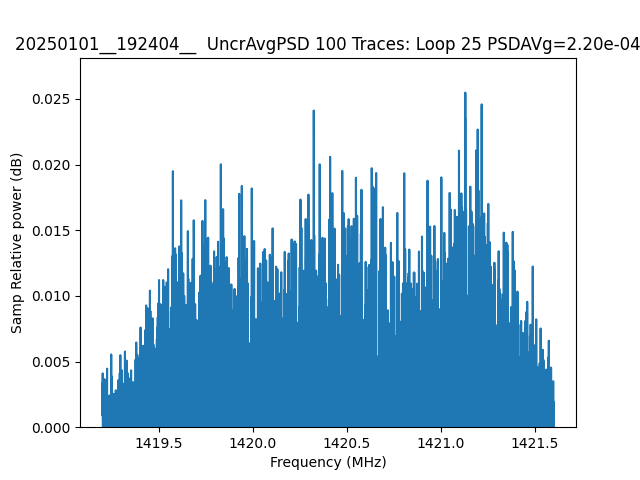 20250101__192404__ UncrAvgPSD 100 Traces: Loop 25 PSDAVg=2.20e-04
0.025
0.020
0.015
0.010
0.005
0.000
Samp Relative power (dB)
1419.5 1420.0 1420.5 1421.0 1421.5
Frequency (MHz)